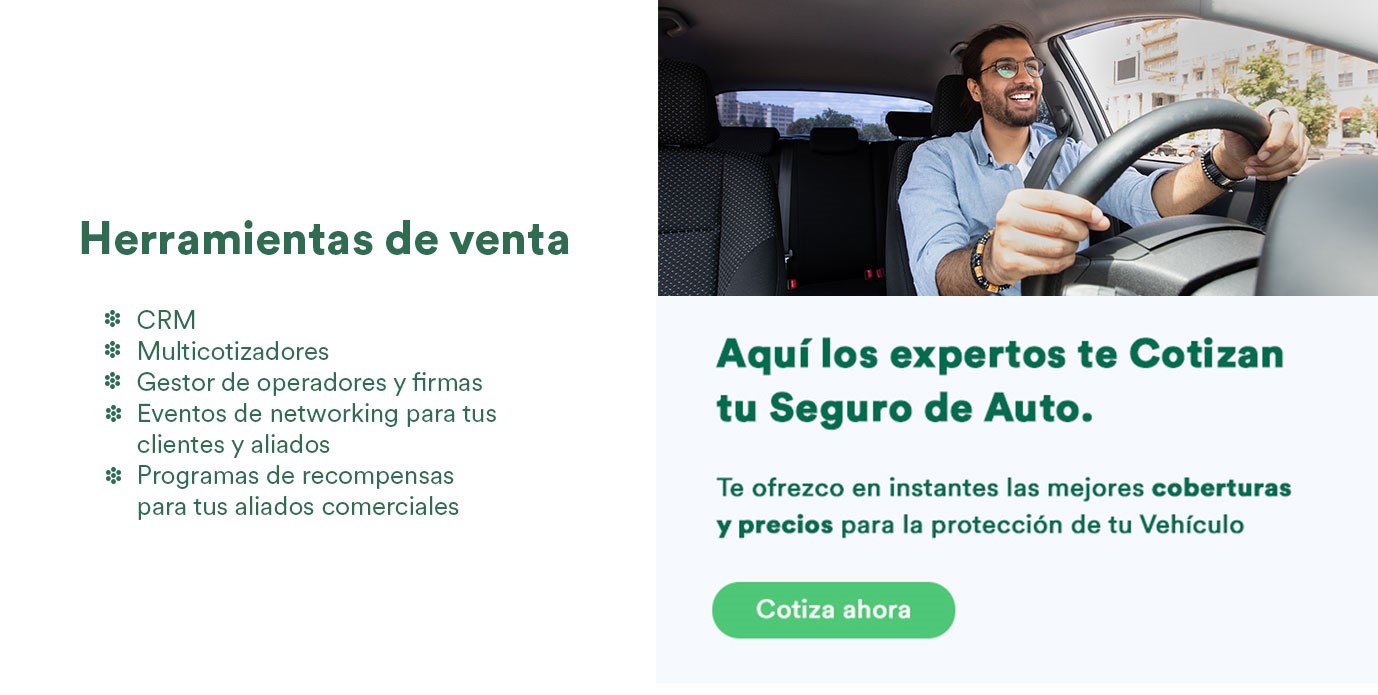 Herramientas de venta
CRM
Multicotizadores
Gestor de operadores y firmas
Eventos de networking para tus
clientes y aliados
Programas de recompensas
para tus aliados comerciales
Aquí los expertos te Cotizan
tu Seguro de Auto.
Te ofrezco en instantes las mejores coberturas
y precios para la protección de tu Vehículo
Cotiza ahora